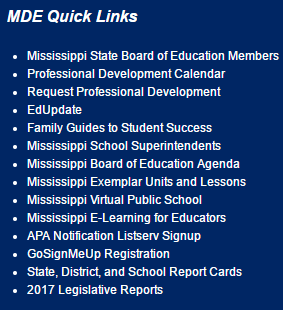 MDE Quick Links
Mississippi State Board of Education Members
Professional Development Calendar
Request Professional Development
EdUpdate
Family Guides to Student Success
Mississippi School Superintendents
Mississippi Board of Education Agenda
Mississippi Exemplar Units and Lessons
Mississippi Virtual Public School
Mississippi E-Learning for Educators
APA Notification Listserv Signup
GoSignMeUp Registration
State, District, and School Report Cards
2017 Legislative Reports